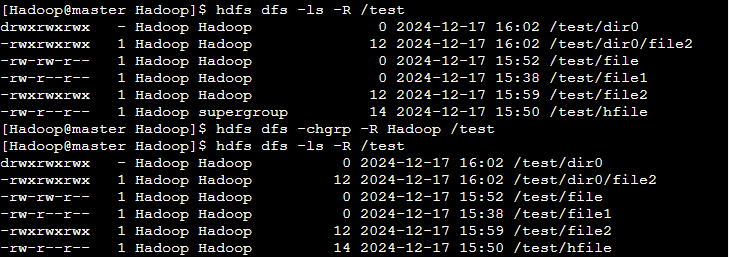 [Hadoop@master Hadoop]$ hdfs dfs -ls -R /test
drwxrwxrwx   - Hadoop Hadoop              0 2024-12-17 16:02 /test/dir0
-rwxrwxrwx   1 Hadoop Hadoop             12 2024-12-17 16:02 /test/dir0/file2
-rw-rw-r--   1 Hadoop Hadoop              0 2024-12-17 15:52 /test/file
-rw-r--r--   1 Hadoop Hadoop              0 2024-12-17 15:38 /test/file1
-rwxrwxrwx   1 Hadoop Hadoop             12 2024-12-17 15:59 /test/file2
-rw-r--r--   1 Hadoop supergroup         14 2024-12-17 15:50 /test/hfile
[Hadoop@master Hadoop]$ hdfs dfs -chgrp -R Hadoop /test
[Hadoop@master Hadoop]$ hdfs dfs -ls -R /test
drwxrwxrwx   - Hadoop Hadoop          0 2024-12-17 16:02 /test/dir0
-rwxrwxrwx   1 Hadoop Hadoop         12 2024-12-17 16:02 /test/dir0/file2
-rw-rw-r--   1 Hadoop Hadoop          0 2024-12-17 15:52 /test/file
-rw-r--r--   1 Hadoop Hadoop          0 2024-12-17 15:38 /test/file1
-rwxrwxrwx   1 Hadoop Hadoop         12 2024-12-17 15:59 /test/file2
-rw-r--r--   1 Hadoop Hadoop         14 2024-12-17 15:50 /test/hfile